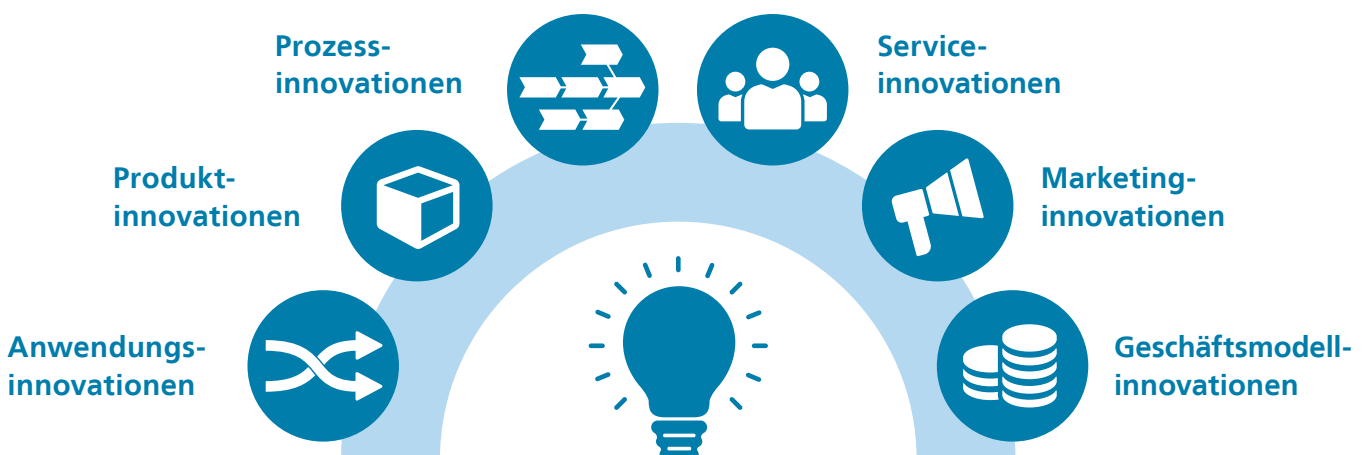 Prozess-
innovationen
Service-
innovationen
Produkt-
innovationen
Marketing-
innovationen
Anwendungs-
innovationen
Geschäftsmodell-
innovationen